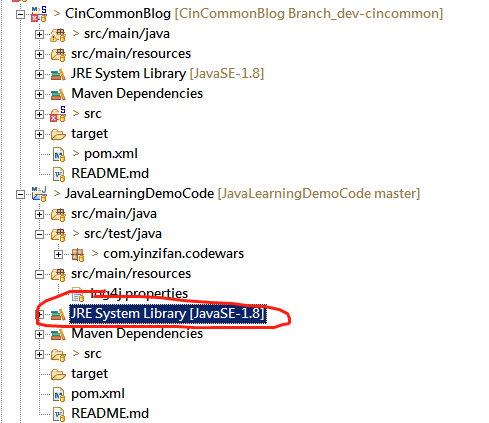 > CinCommonBlog [CinCommonBlog Branch_dev-cincommon]
> src/main/java
src/main/resources
JRE System Library [JavaSE-1.8]
Maven Dependencies
> src
target
> pom.xml
README.md
> JavaLearningDemoCode [JavaLearningDemoCode master]
src/main/java
> src/test/java
> com.yinzifan.codewars
src/main/resources
log4j.properties
JRE System Library [JavaSE-1.8]
Maven Dependencies
> src
target
pom.xml
README.md